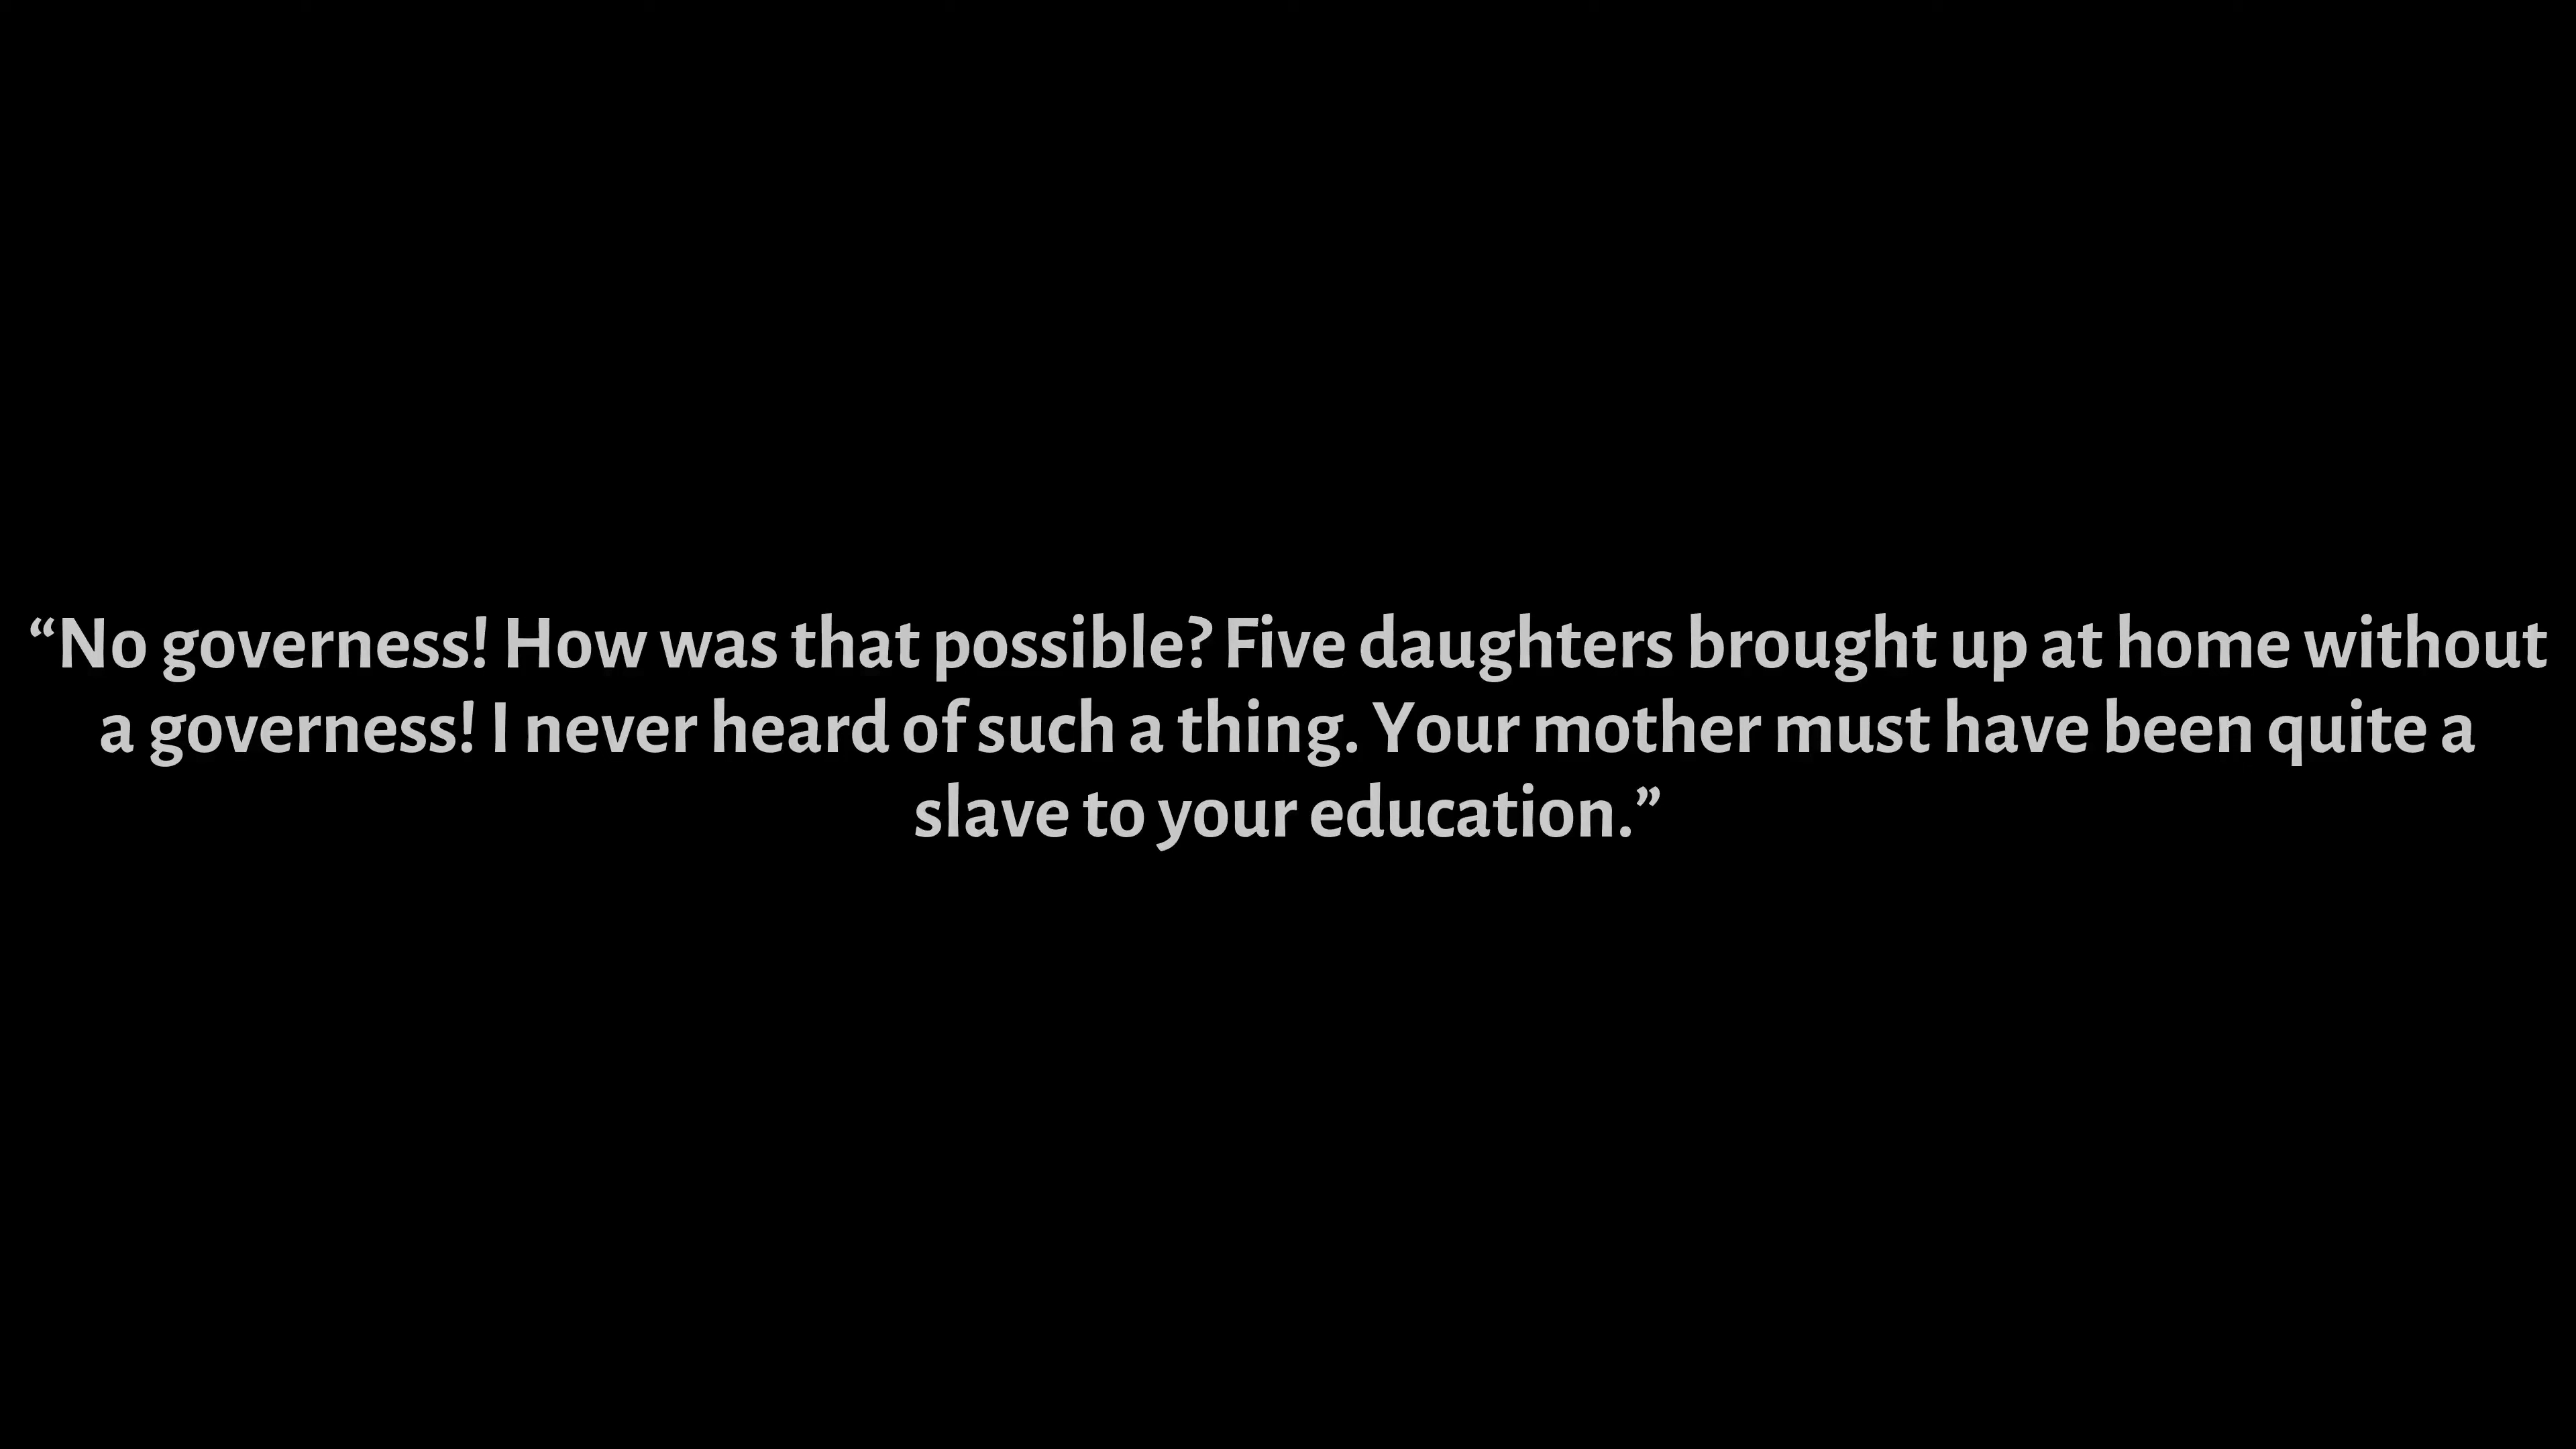 “No governess! How was that possible? Five daughters brought up at home without
a governess! I never heard of such a thing. Your mother must have been quite a
slave to your education.”